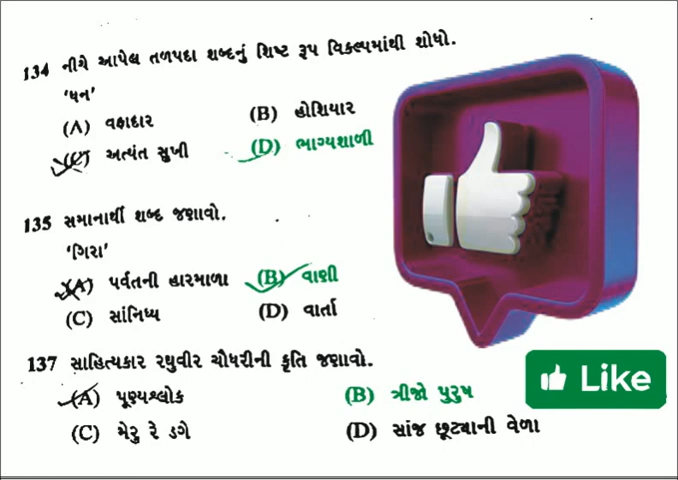 134 નીચે આપેલ તળપદા શબ્દનું શિષ્ટ રૂપ વિકલ્પમાંથી શોધો.
‘ધન’
(A) વફાદાર (B) હોશિયાર
(C) અત્યંત સુખી (D) ભાગ્યશાળી
135 સમાનાર્થી શબ્દ જણાવો.
‘ગિરા’
(A) પર્વતની હારમાળા (B) વાણી
(C) સાંનિધ્ય (D) વાર્તા
137 સાહિત્યકાર રઘુવીર ચૌધરીની કૃતિ જણાવો.
(A) પૂણ્યશ્લોક (B) ત્રીજો પુરુષ
(C) મેરુ રે ડગે (D) સાંજ છૂટ્યાની વેળા
Like